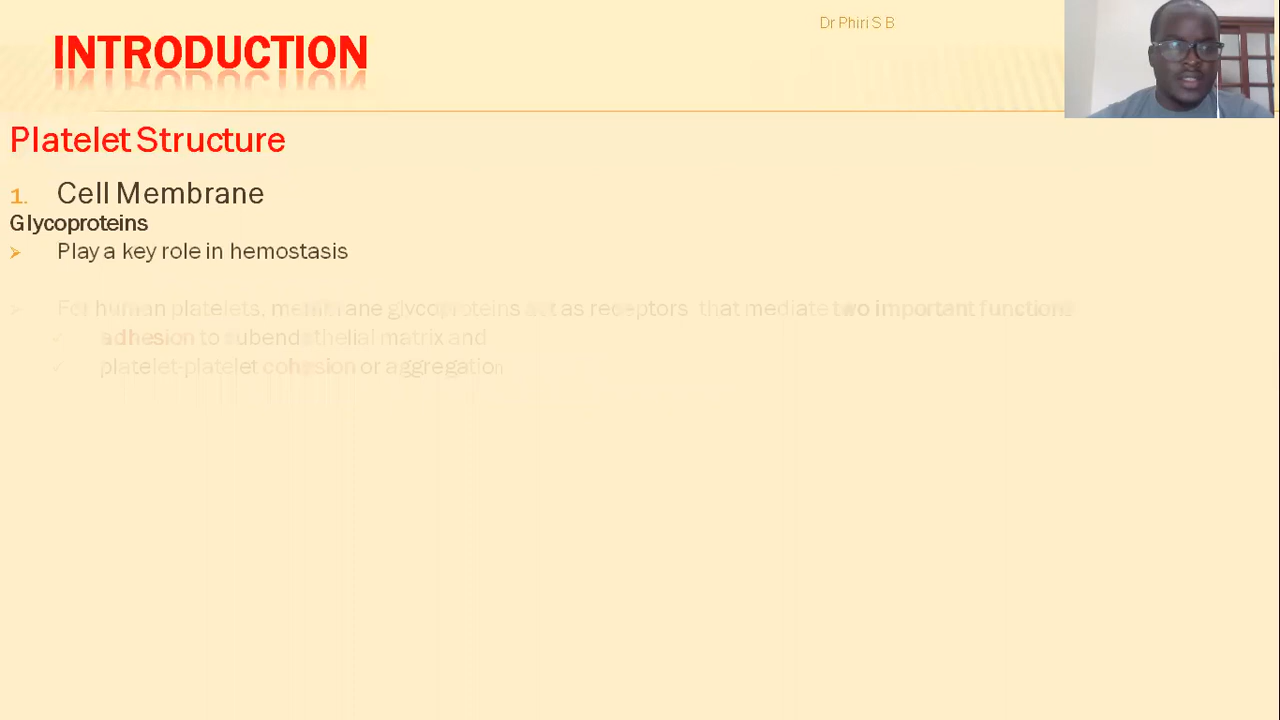 Dr Phiri S B
INTRODUCTION
Platelet Structure
1. Cell Membrane
Glycoproteins
Play a key role in hemostasis
For human platelets, membrane glycoproteins act as receptors that mediate two important functions
adhesion to subendothelial matrix and
platelet-platelet cohesion or aggregation